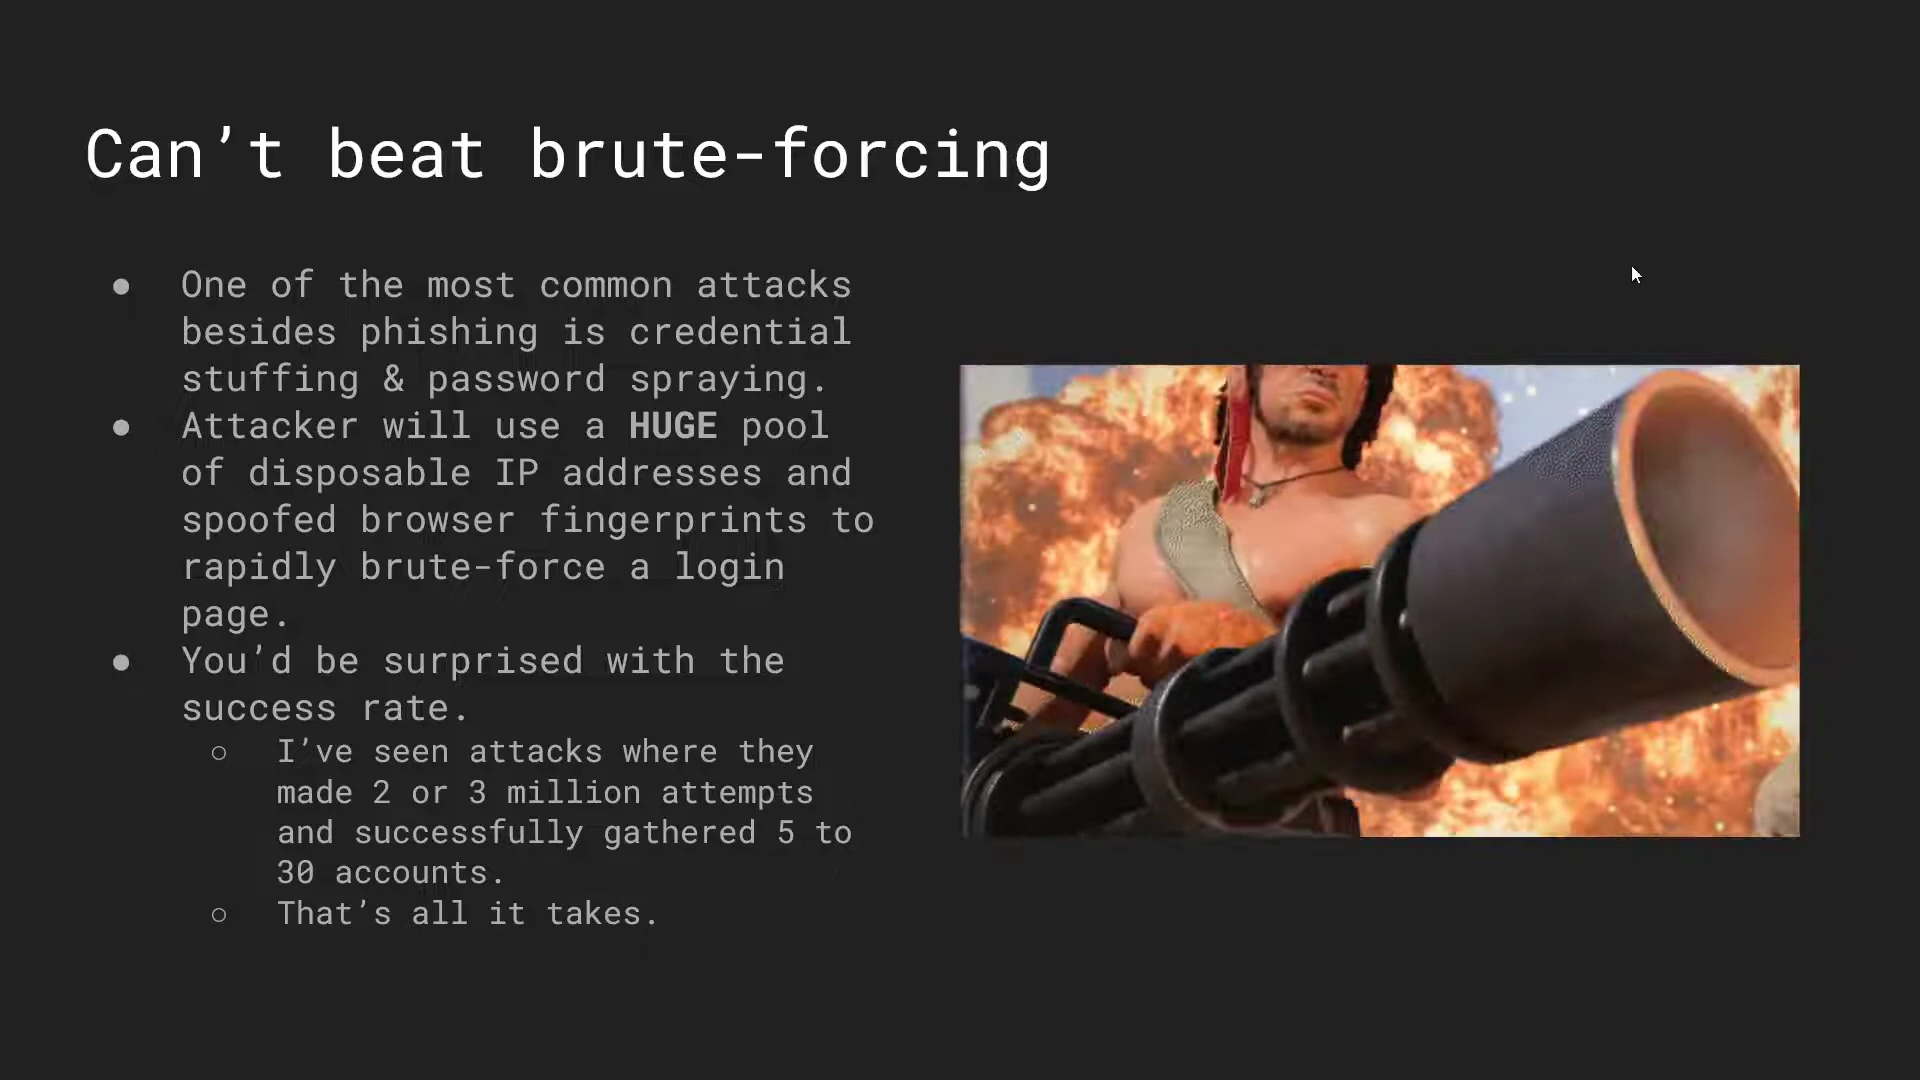 Can’t beat brute-forcing
● One of the most common attacks
besides phishing is credential
stuffing & password spraying.
● Attacker will use a HUGE pool
of disposable IP addresses and
spoofed browser fingerprints to
rapidly brute-force a login
page.
● You’d be surprised with the
success rate.
○ I’ve seen attacks where they
made 2 or 3 million attempts
and successfully gathered 5 to
30 accounts.
○ That’s all it takes.